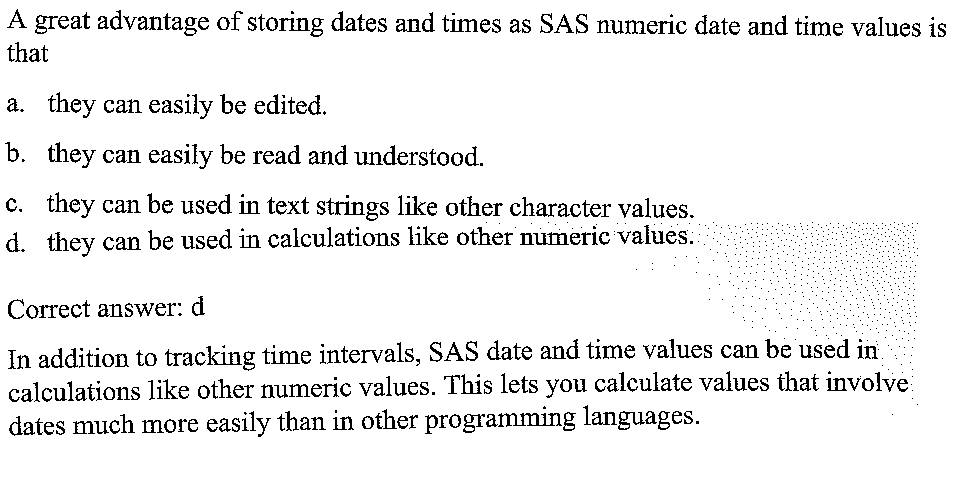 A great advantage of storing dates and times as SAS numeric date and time values is
that
a. they can easily be edited.
b. they can easily be read and understood.
c. they can be used in text strings like other character values.
d. they can be used in calculations like other numeric values.
Correct answer: d
In addition to tracking time intervals, SAS date and time values can be used in
calculations like other numeric values. This lets you calculate values that involve
dates much more easily than in other programming languages.